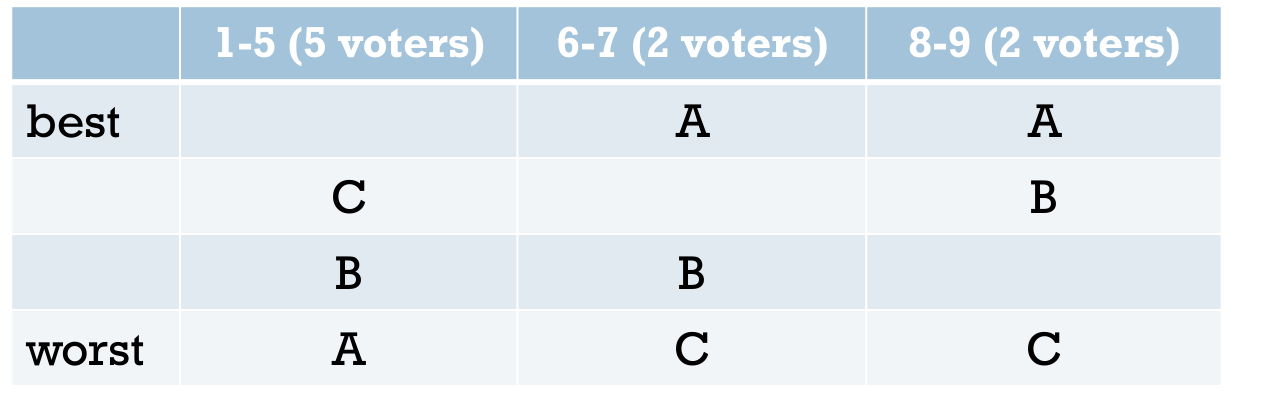 1-5 (5 voters) 6-7 (2 voters) 8-9 (2 voters)
best A A
C B
B B
worst A C C